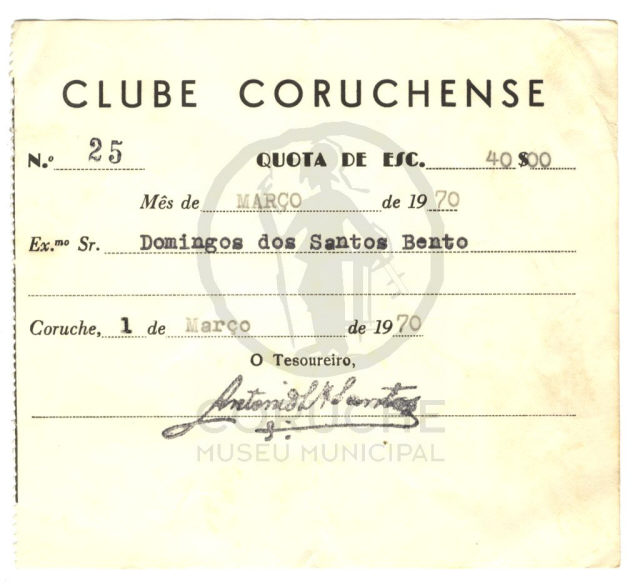 CLUBE CORUCHENSE
N.º 25 QUOTA DE ESC. 40$00
Mês de MARÇO de 1970
Ex.mo Sr. Domingos dos Santos Bento
Coruche, 1 de Março de 1970
O Tesoureiro,
CORUCHE
MUSEU MUNICIPAL